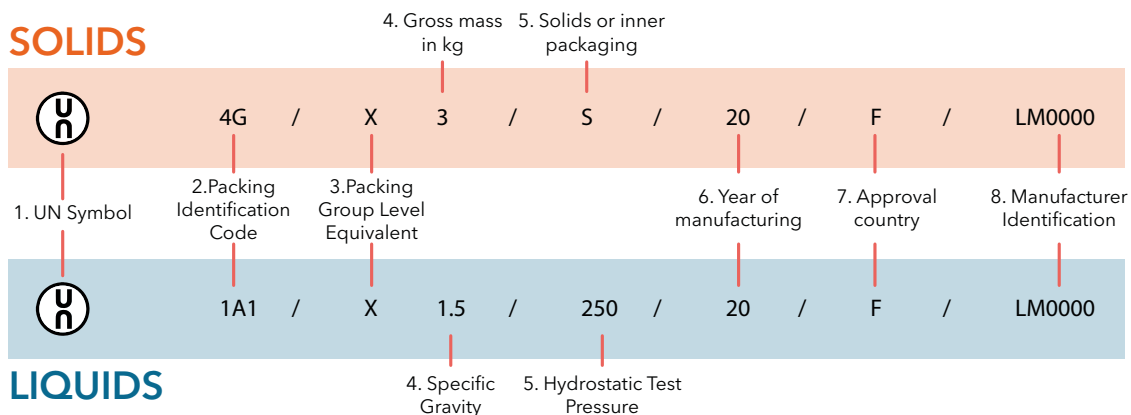 4. Gross mass in kg
5. Solids or inner packaging
SOLIDS
un 4G / X 3 / S / 20 / F / LM0000
1. UN Symbol
2.Packing Identification Code
3.Packing Group Level Equivalent
6. Year of manufacturing
7. Approval country
8. Manufacturer Identification
un 1A1 / X 1.5 / 250 / 20 / F / LM0000
LIQUIDS
4. Specific Gravity
5. Hydrostatic Test Pressure